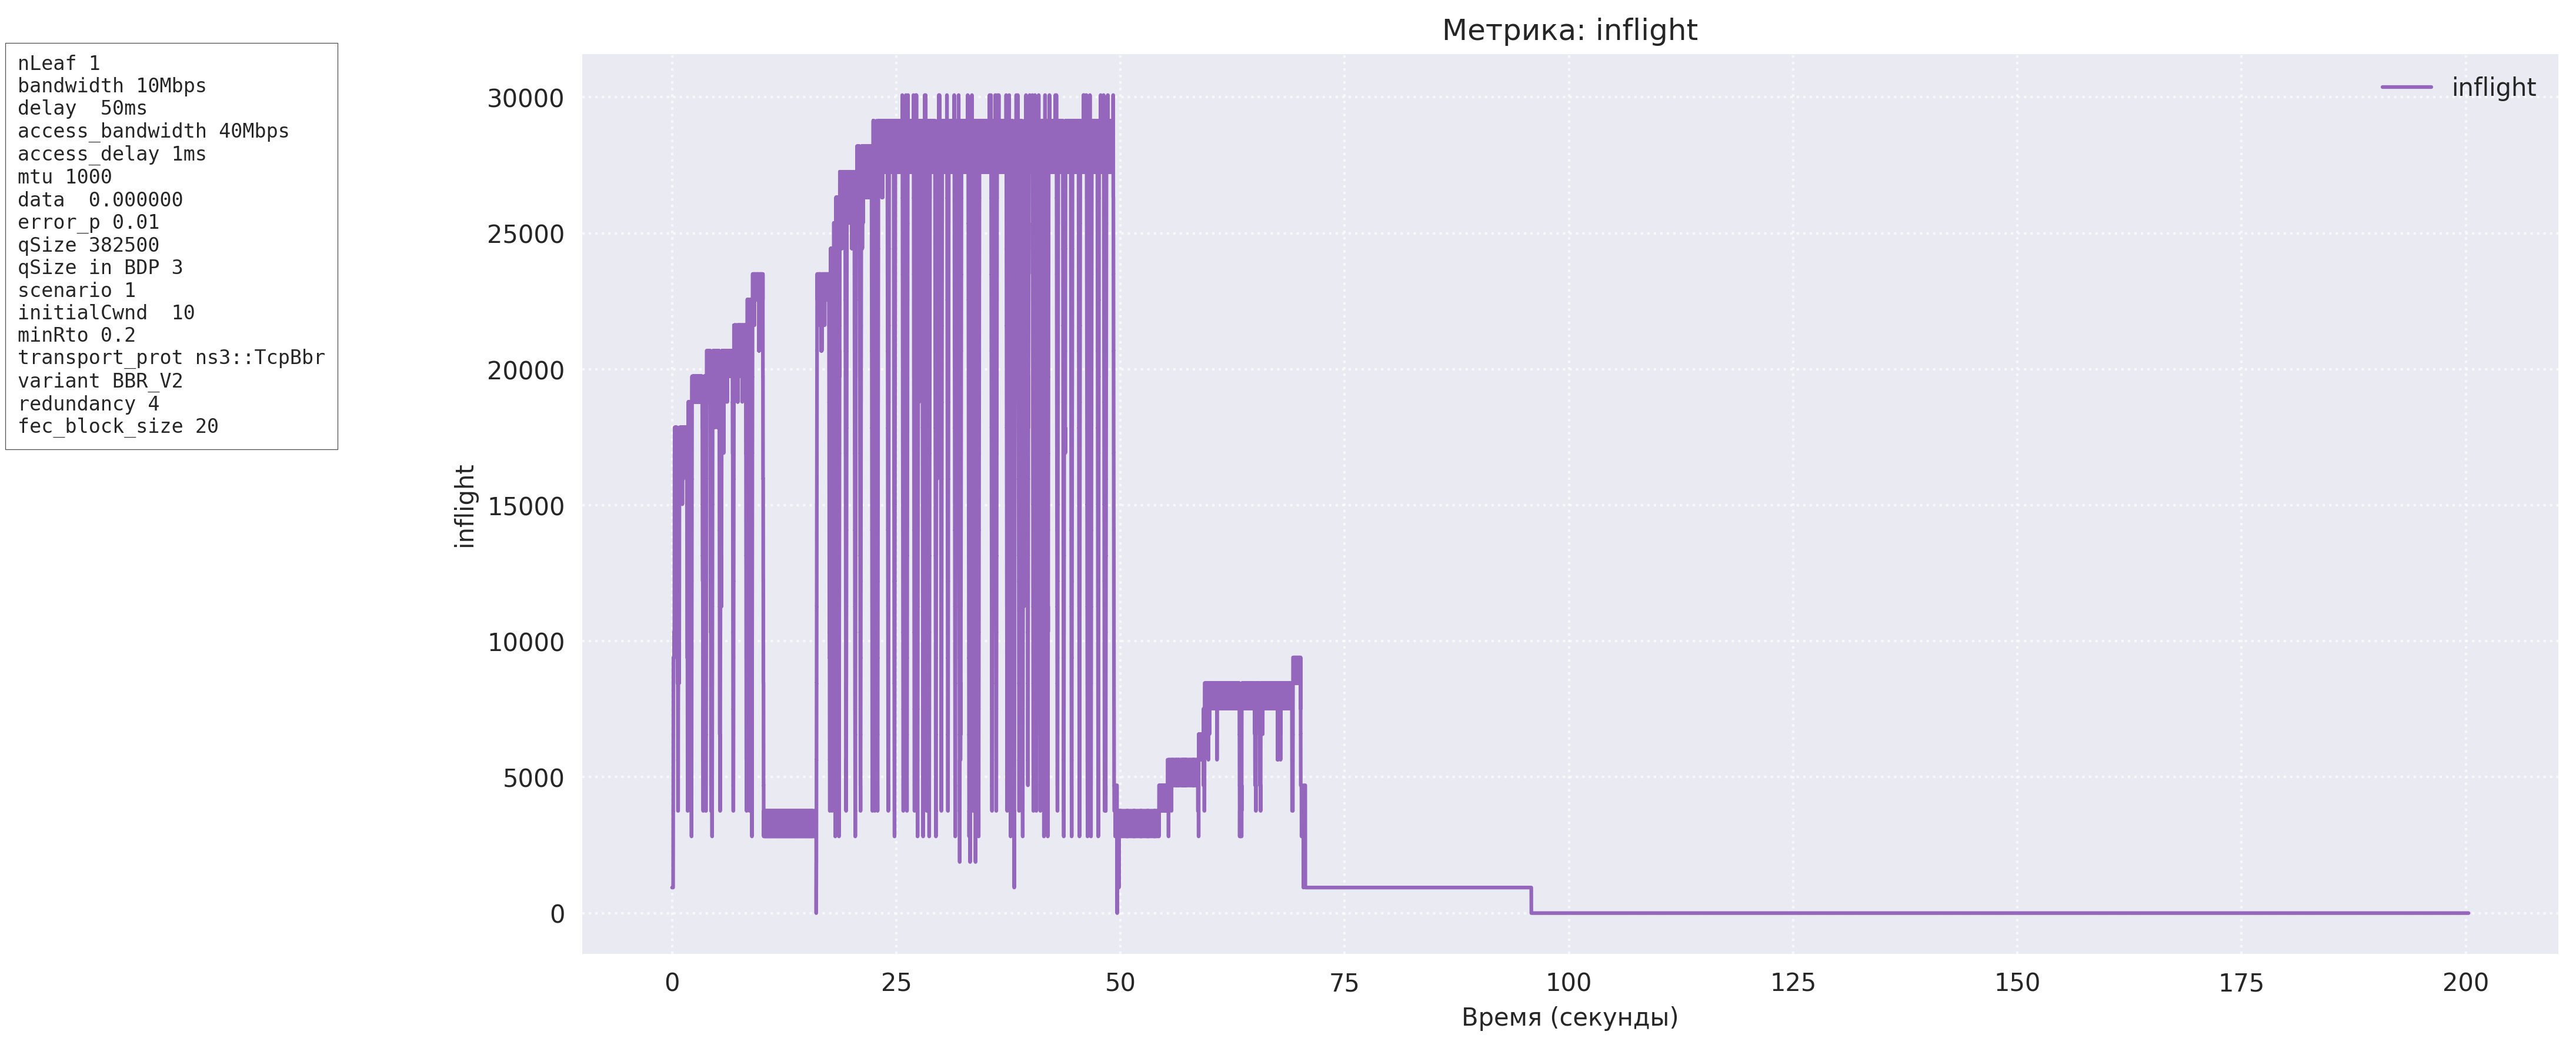 Метрика: inflight
nLeaf 1
bandwidth 10Mbps
delay  50ms
access_bandwidth 40Mbps
access_delay 1ms
mtu 1000
data  0.000000
error_p 0.01
qSize 382500
qSize in BDP 3
scenario 1
initialCwnd  10
minRto 0.2
transport_prot ns3::TcpBbr
variant BBR_V2
redundancy 4
fec_block_size 20
inflight
inflight
30000
25000
20000
15000
10000
5000
0
0 25 50 75 100 125 150 175 200
Время (секунды)